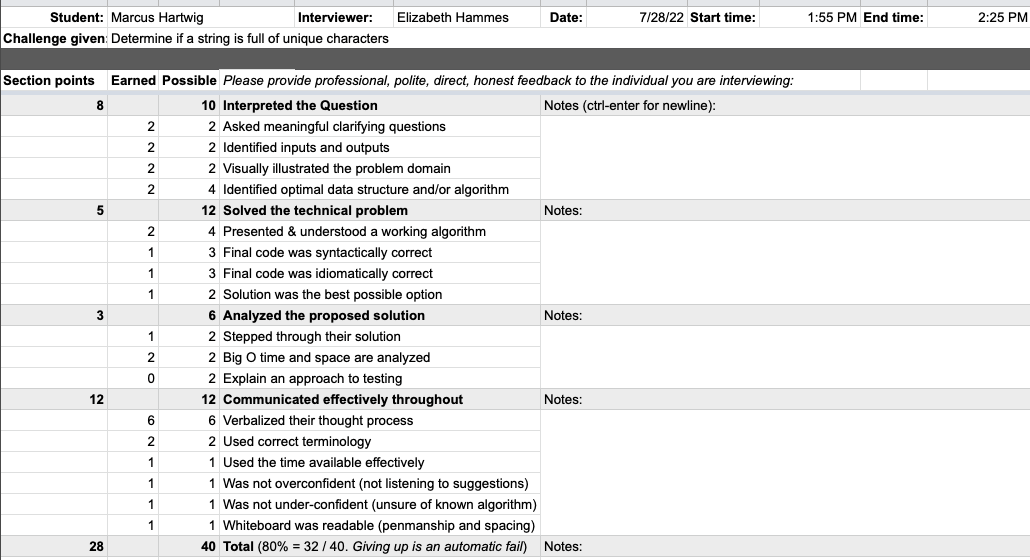 Student: Marcus Hartwig Interviewer: Elizabeth Hammes Date: 7/28/22 Start time: 1:55 PM End time: 2:25 PM
Challenge given: Determine if a string is full of unique characters
Section points Earned Possible Please provide professional, polite, direct, honest feedback to the individual you are interviewing:
8 10 Interpreted the Question Notes (ctrl-enter for newline):
2 2 Asked meaningful clarifying questions
2 2 Identified inputs and outputs
2 2 Visually illustrated the problem domain
2 4 Identified optimal data structure and/or algorithm
5 12 Solved the technical problem Notes:
2 4 Presented & understood a working algorithm
1 3 Final code was syntactically correct
1 3 Final code was idiomatically correct
1 2 Solution was the best possible option
3 6 Analyzed the proposed solution Notes:
1 2 Stepped through their solution
2 2 Big O time and space are analyzed
0 2 Explain an approach to testing
12 12 Communicated effectively throughout Notes:
6 6 Verbalized their thought process
2 2 Used correct terminology
1 1 Used the time available effectively
1 1 Was not overconfident (not listening to suggestions)
1 1 Was not under-confident (unsure of known algorithm)
1 1 Whiteboard was readable (penmanship and spacing)
28 40 Total (80% = 32 / 40. Giving up is an automatic fail) Notes: